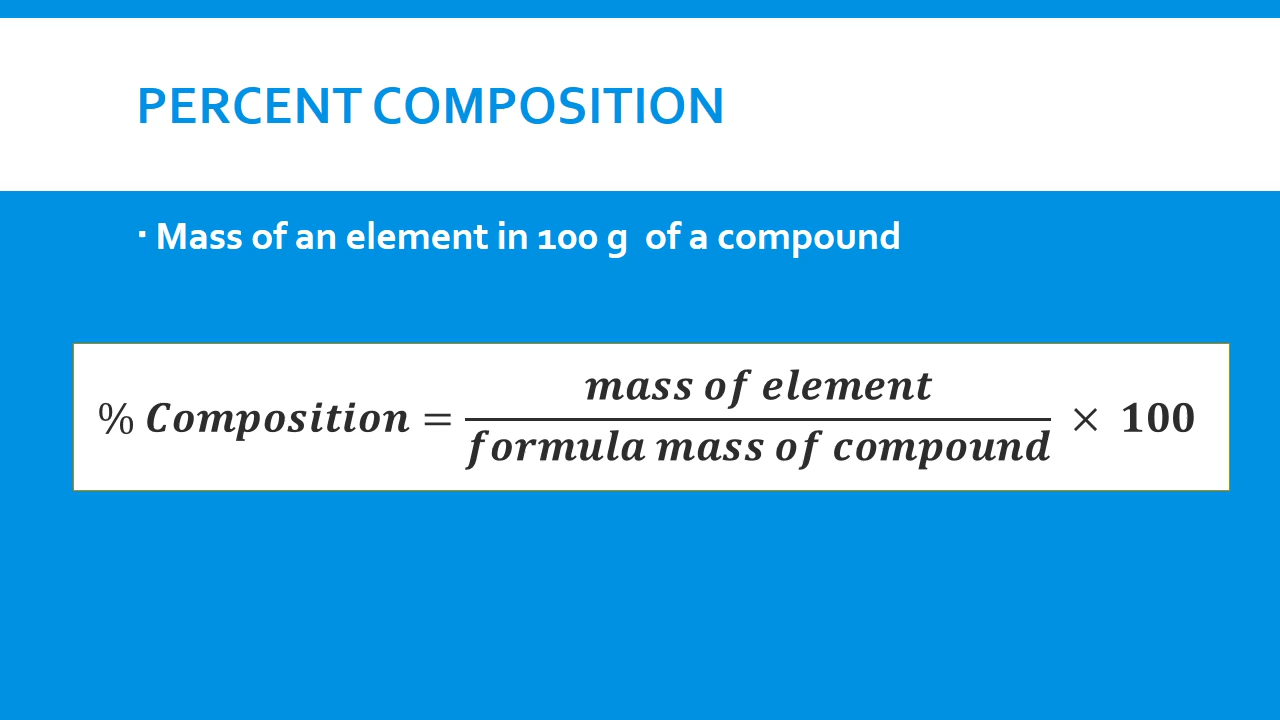 PERCENT COMPOSITION
▪ Mass of an element in 100 g  of a compound
% Composition = mass of element / formula mass of compound × 100